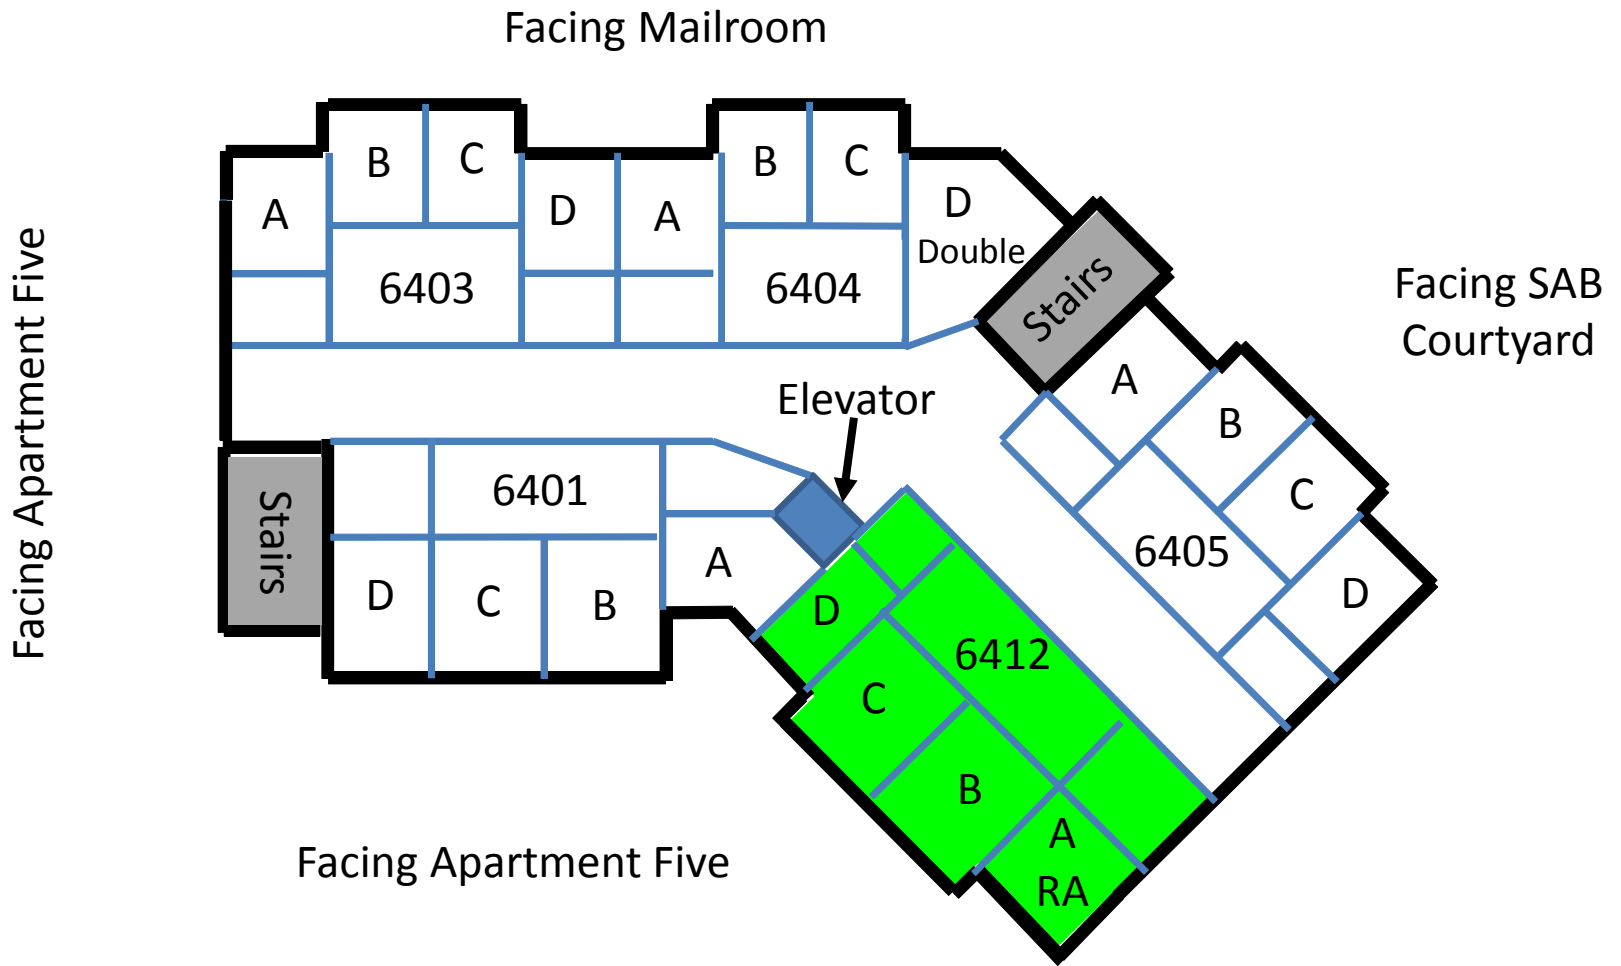 Facing Mailroom
Facing Apartment Five
B
C
B
C
A
D
A
D
Double
6403
6404
Stairs
Facing SAB
Courtyard
A
Elevator
B
C
6401
Stairs
6405
A
D
C
B
D
D
6412
C
B
A
RA
Facing Apartment Five